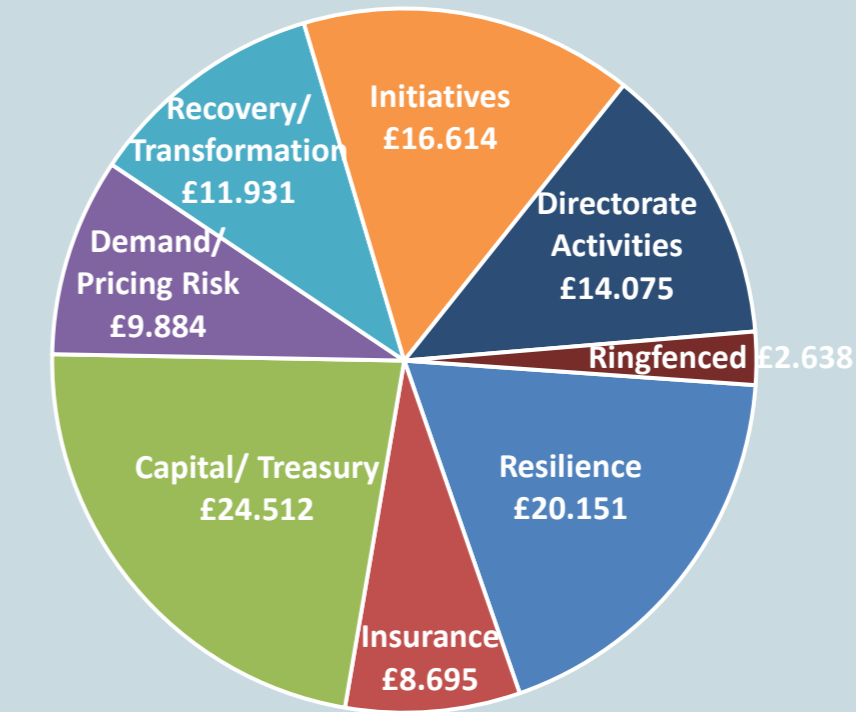 Initiatives
£16.614
Recovery/
Transformation
£11.931
Directorate
Activities
£14.075
Demand/
Pricing Risk
£9.884
Ringfenced £2.638
Capital/ Treasury
£24.512
Resilience
£20.151
Insurance
£8.695